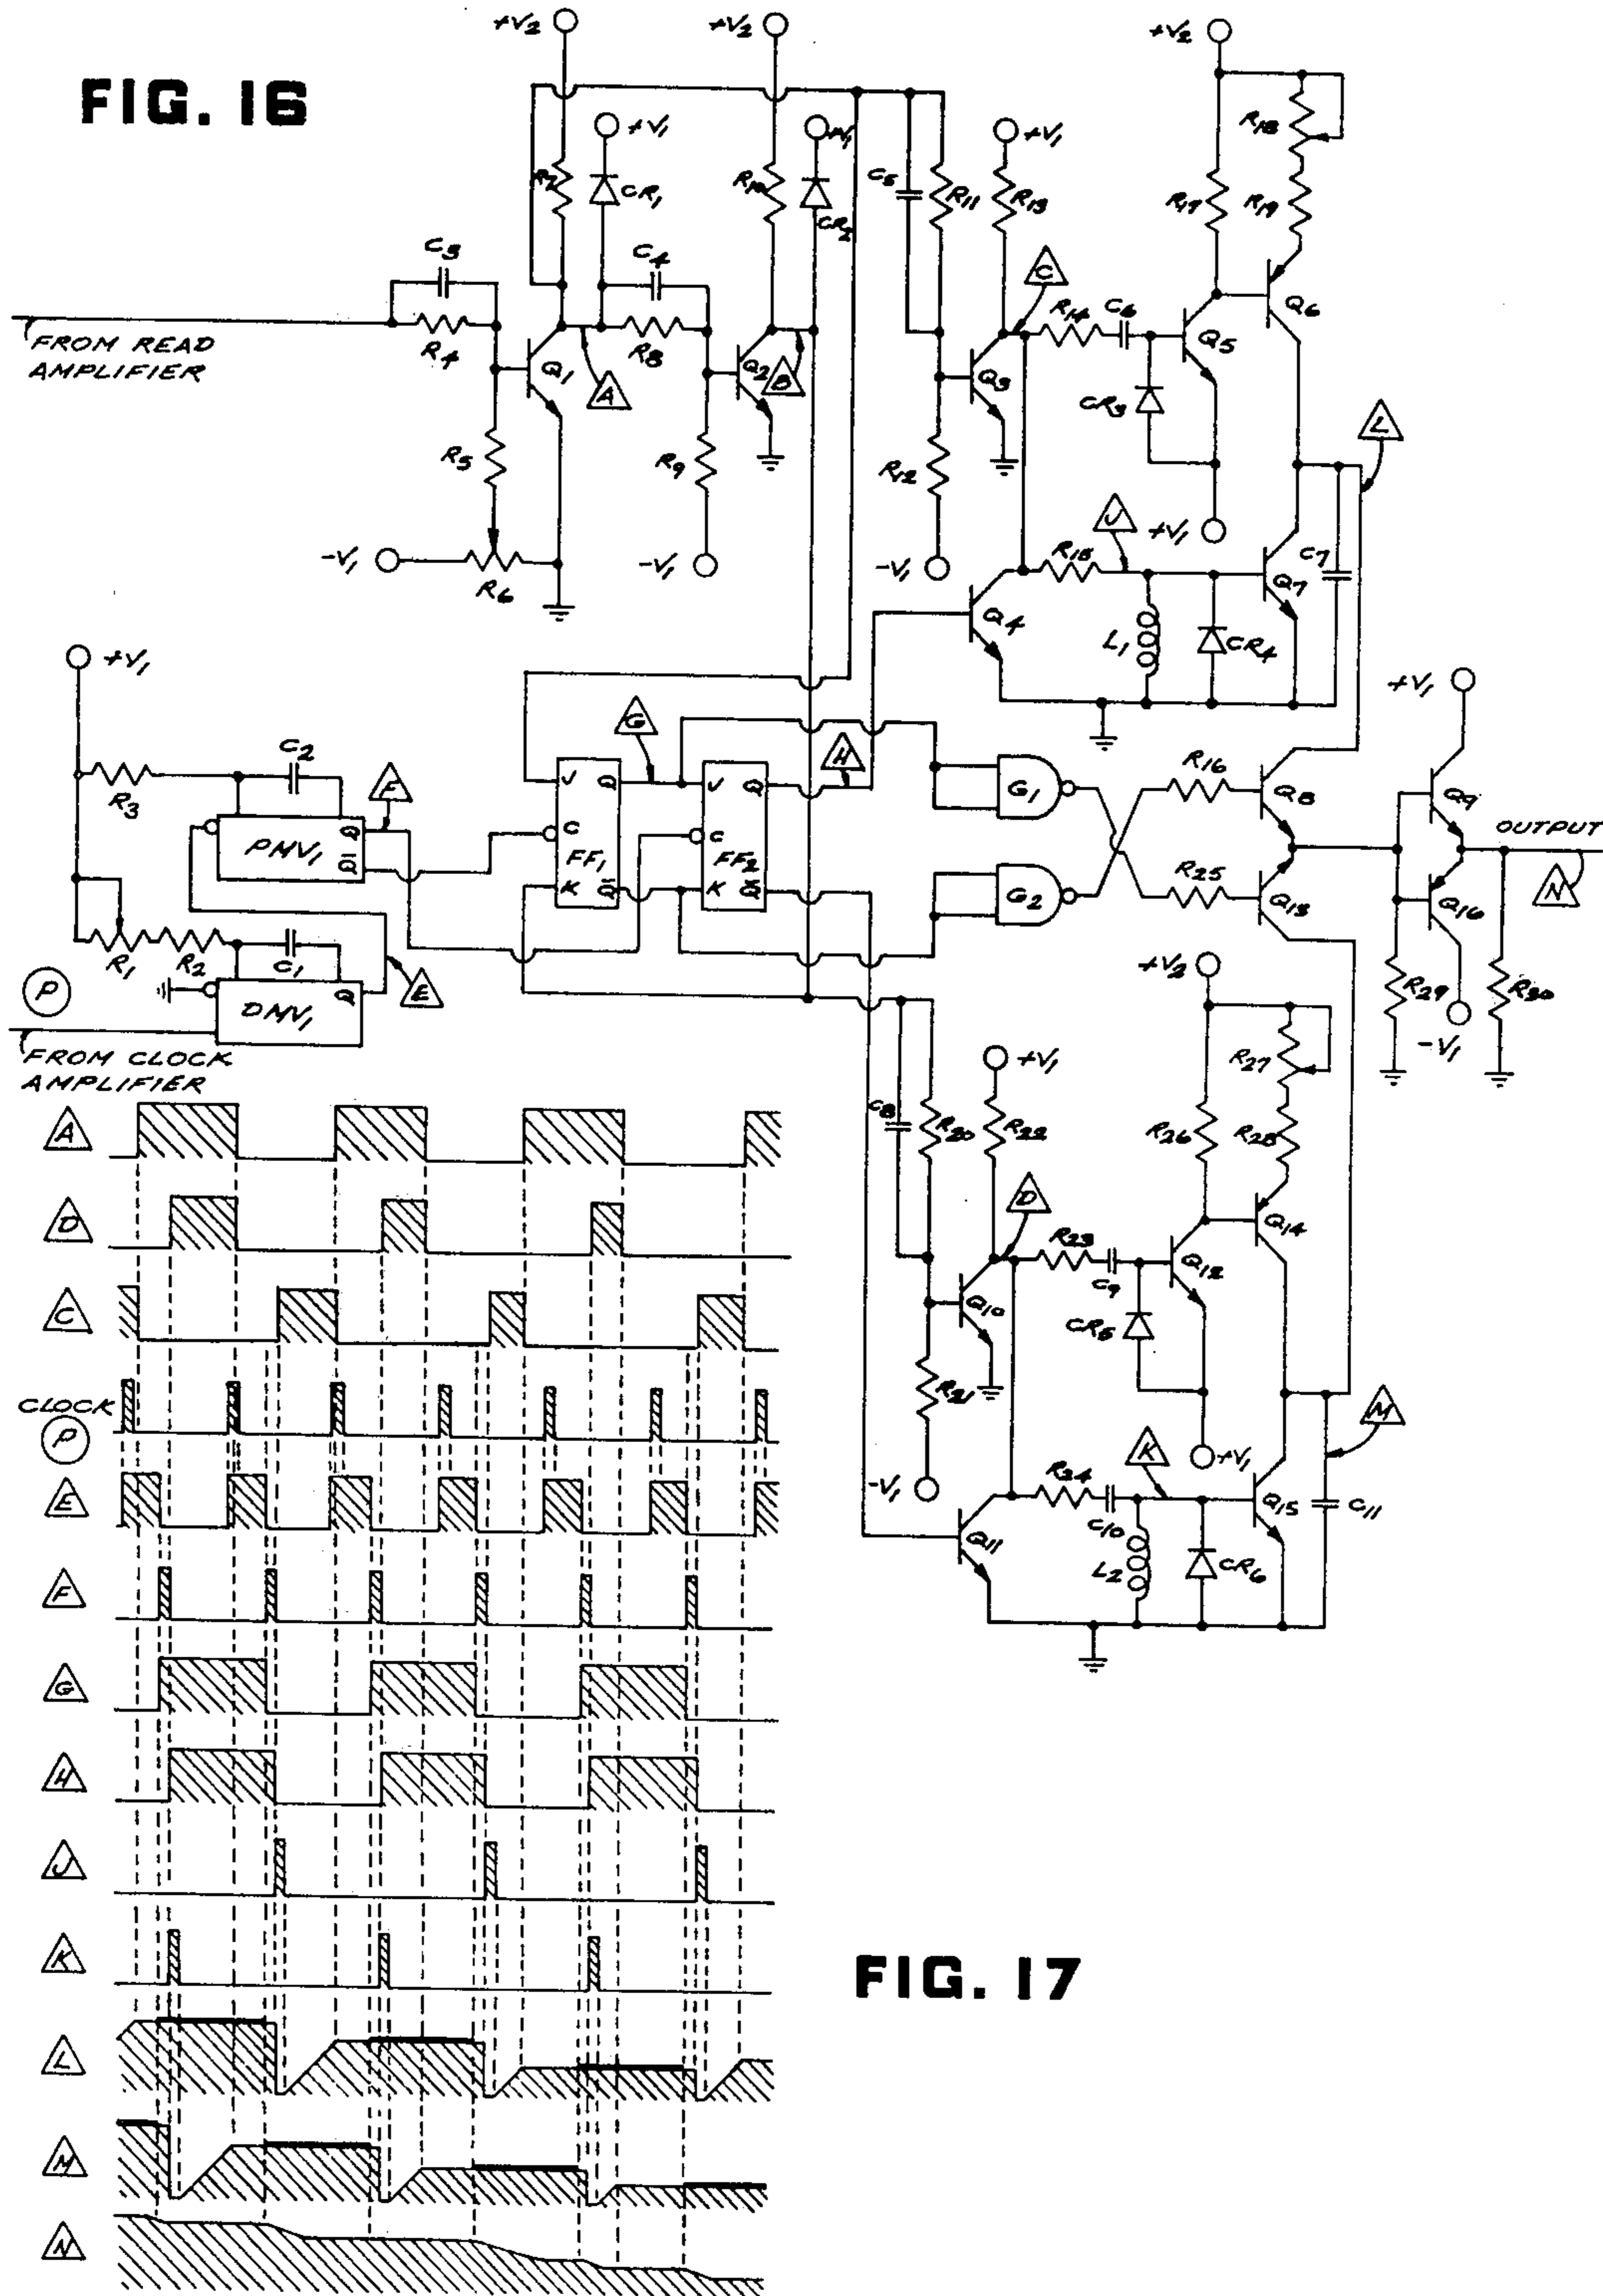 FIG. 16
+V2
+V2
+V2
+V1
+V1
+V1
R7
CR1
R10
CR2
C5
R11
R13
C
R17
R18
R19
C3
C4
R14
C6
Q5
Q6
FROM READ
AMPLIFIER
R4
Q1
A
R8
Q2
B
Q3
CR3
L
R5
R9
R12
-V1
R6
-V1
-V1
J
R15
+V1
Q7
C7
Q4
L1
CR4
+V1
+V1
R3
C2
F
G
H
PMV1
Q
Q
J
Q
C
FF1
K
Q
J
Q
C
FF2
K
Q
G1
G2
R16
R25
Q8
Q13
Q9
OUTPUT
N
Q16
R1
R2
C1
E
P
DMV1
Q
FROM CLOCK
AMPLIFIER
+V2
R29
-V1
R30
+V1
R27
C8
R20
R22
R26
R28
D
R23
C9
Q12
Q14
Q10
CR5
R21
M
-V1
K
+V1
R24
C10
Q15
C11
Q11
L2
CR6
A
D
C
CLOCK
P
E
F
G
H
J
K
L
M
N
FIG. 17